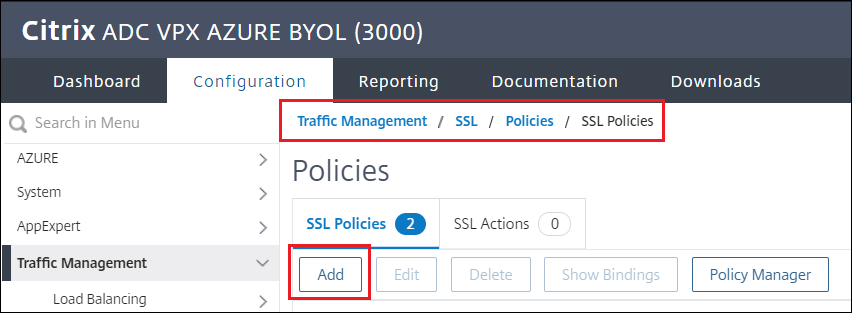 Citrix ADC VPX AZURE BYOL (3000)
Dashboard Configuration Reporting Documentation Downloads
Search in Menu
Traffic Management / SSL / Policies / SSL Policies
AZURE
System
AppExpert
Traffic Management
Load Balancing
Policies
SSL Policies 2 SSL Actions 0
Add Edit Delete Show Bindings Policy Manager